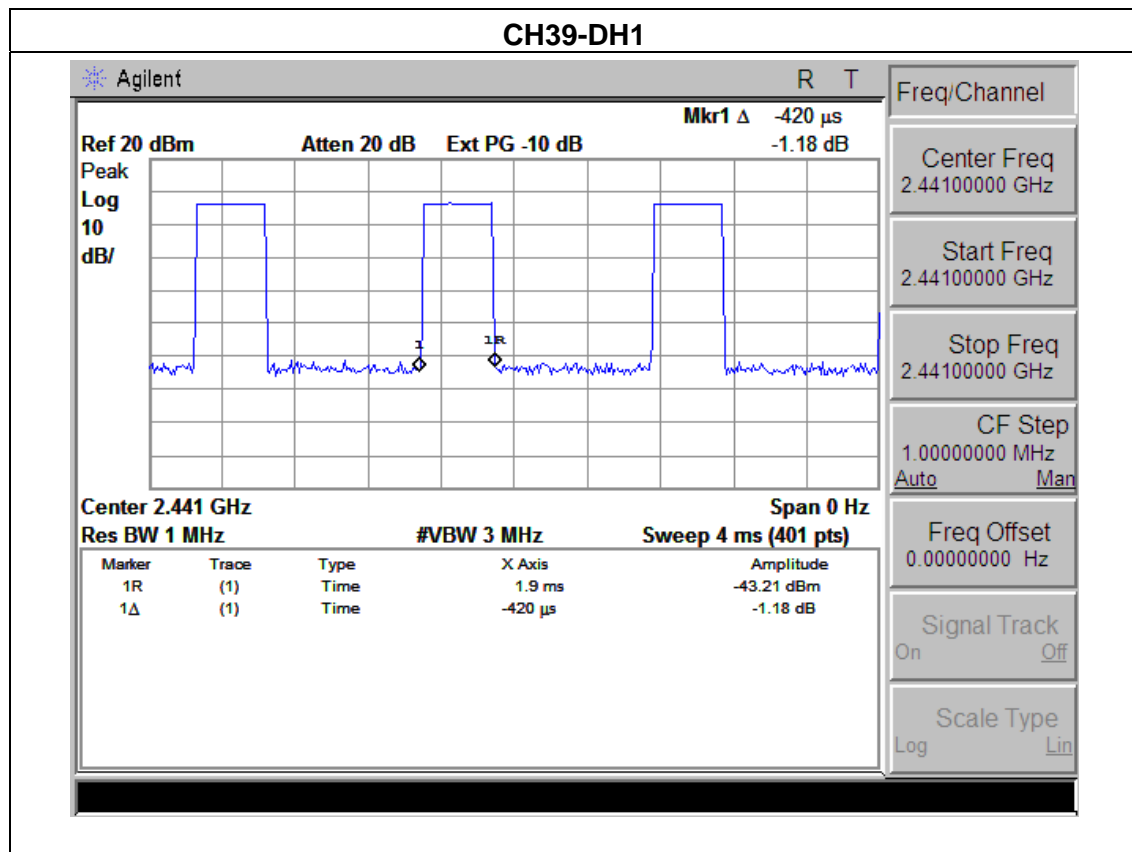 CH39-DH1
Agilent R T
Mkr1 Δ -420 µs
Ref 20 dBm Atten 20 dB Ext PG -10 dB -1.18 dB
Peak
Log
10
dB/
1
1R
Center 2.441 GHz Span 0 Hz
Res BW 1 MHz #VBW 3 MHz Sweep 4 ms (401 pts)
Marker Trace Type X Axis Amplitude
1R (1) Time 1.9 ms -43.21 dBm
1Δ (1) Time -420 µs -1.18 dB
Freq/Channel
Center Freq
2.44100000 GHz
Start Freq
2.44100000 GHz
Stop Freq
2.44100000 GHz
CF Step
1.00000000 MHz
Auto Man
Freq Offset
0.00000000 Hz
Signal Track
On Off
Scale Type
Log Lin